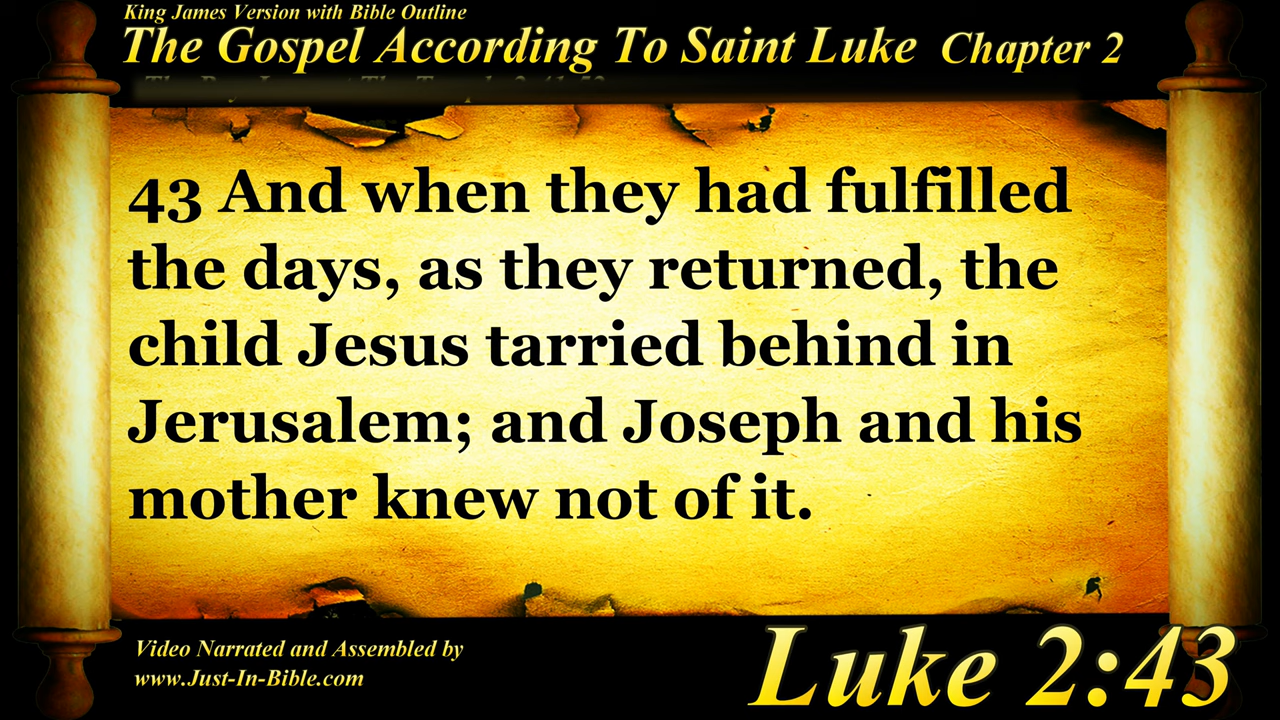 King James Version with Bible Outline
The Gospel According To Saint Luke Chapter 2
43 And when they had fulfilled
the days, as they returned, the
child Jesus tarried behind in
Jerusalem; and Joseph and his
mother knew not of it.
Video Narrated and Assembled by
www.Just-In-Bible.com
Luke 2:43